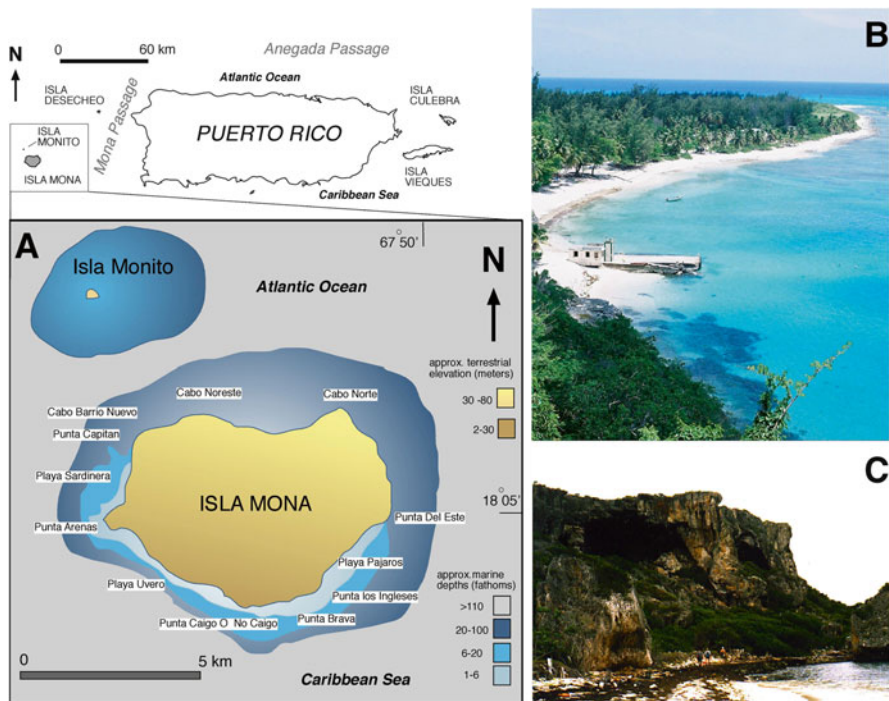 0 60 km
N
Anegada Passage
Atlantic Ocean
ISLA
DESECHEO
Mona Passage
ISLA
CULEBRA
PUERTO RICO
ISLA
MONITO
ISLA MONA
ISLA
VIEQUES
Caribbean Sea
A
Isla Monito
67 50'
N
Atlantic Ocean
approx. terrestrial
elevation (meters)
30 -80
2-30
Cabo Noreste
Cabo Norte
Cabo Barrio Nuevo
Punta Capitan
Playa Sardinera
ISLA MONA
18 05'
Punta Arenas
Punta Del Este
Playa Pajaros
Playa Uvero
Punta los Ingleses
Punta Caigo O No Caigo
Punta Brava
approx.marine
depths (fathoms)
>110
20-100
6-20
1-6
0 5 km
Caribbean Sea
B
C